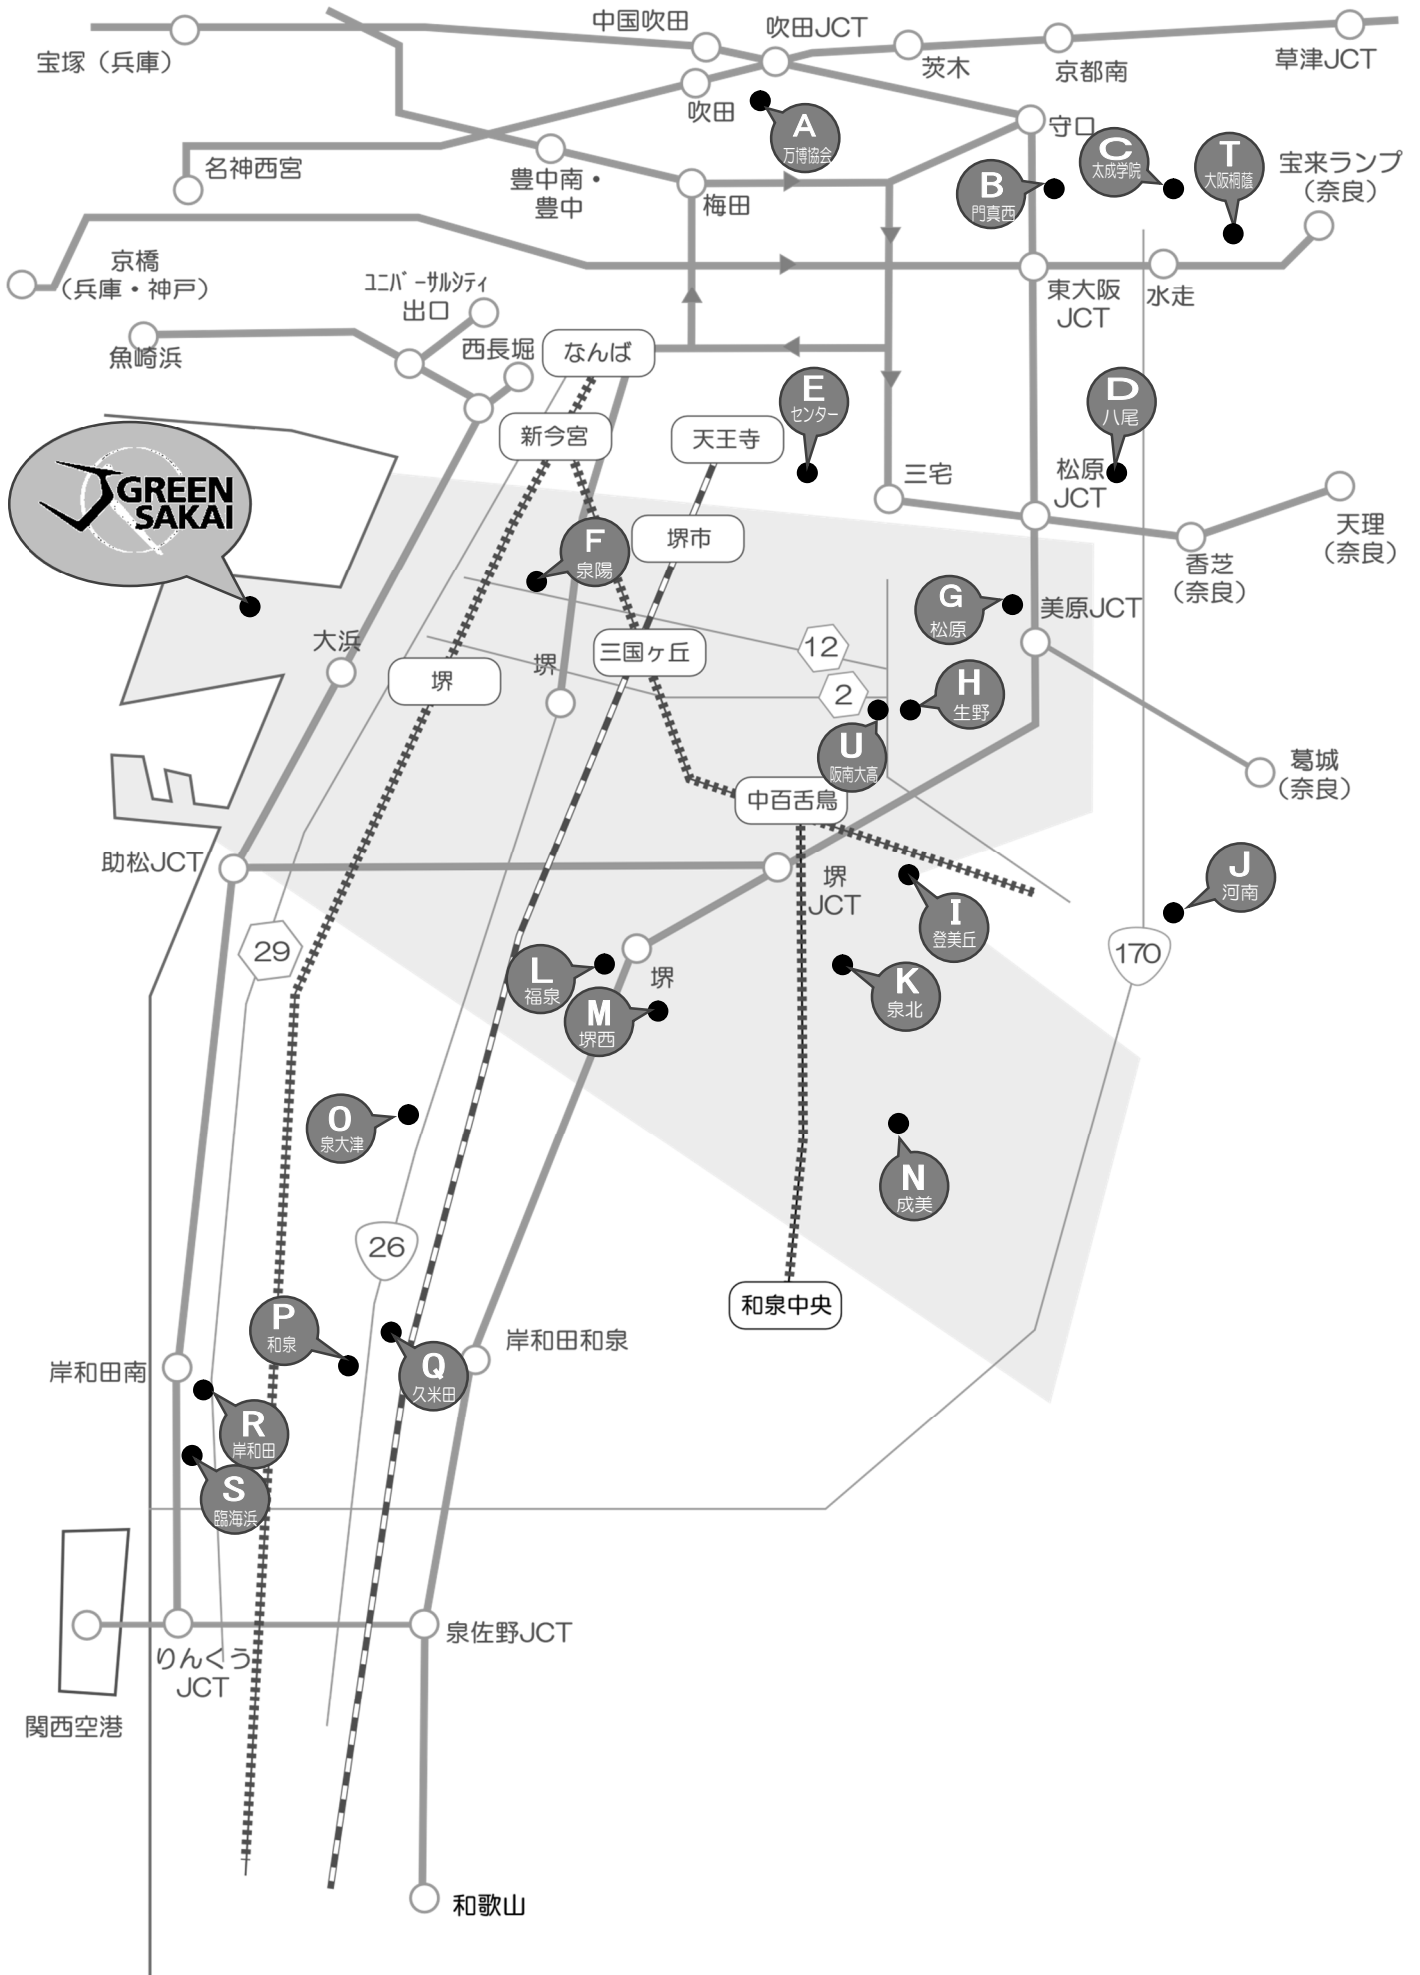 中国吹田
吹田JCT
宝塚（兵庫）
茨木
京都南
草津JCT
吹田
A
万博協会
守口
C
太成学院
T
大阪桐蔭
宝来ランプ
（奈良）
名神西宮
豊中南・
豊中
梅田
B
門真西
京橋
（兵庫・神戸）
ﾕﾆﾊﾞｰｻﾙｼﾃｨ
出口
東大阪
JCT
水走
魚崎浜
西長堀
なんば
新今宮
天王寺
E
センター
D
八尾
J GREEN
SAKAI
三宅
松原
JCT
天理
（奈良）
F
泉陽
堺市
香芝
（奈良）
G
松原
美原JCT
大浜
堺
堺
三国ヶ丘
12
2
H
生野
U
阪南大高
葛城
（奈良）
中百舌鳥
助松JCT
堺
JCT
J
河南
I
登美丘
29
170
L
福泉
堺
K
泉北
M
堺西
O
泉大津
N
成美
26
P
和泉
和泉中央
岸和田和泉
岸和田南
Q
久米田
R
岸和田
S
臨海浜
泉佐野JCT
りんくう
JCT
関西空港
和歌山